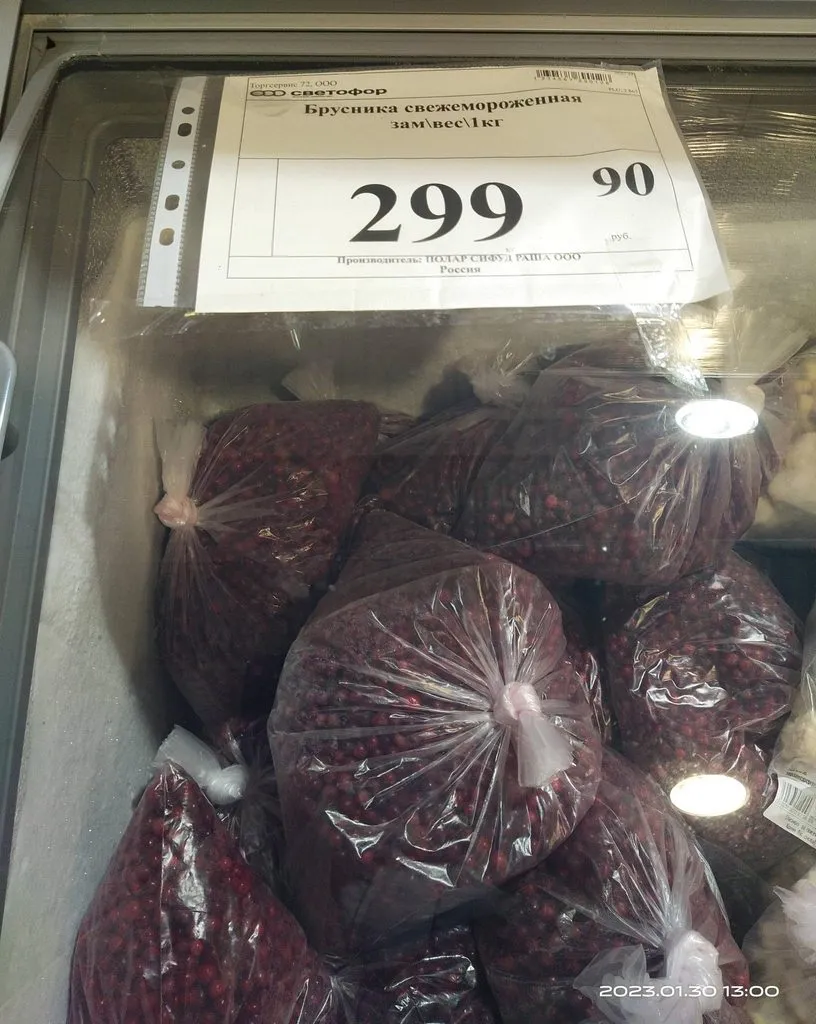 Торгсервис 72, ООО
светофор
Брусника свежемороженная
зам\вес\1кг
299 90
руб.
Производитель: ПОЛАР СИФУД РАША ООО
Россия
2023.01.30 13:00